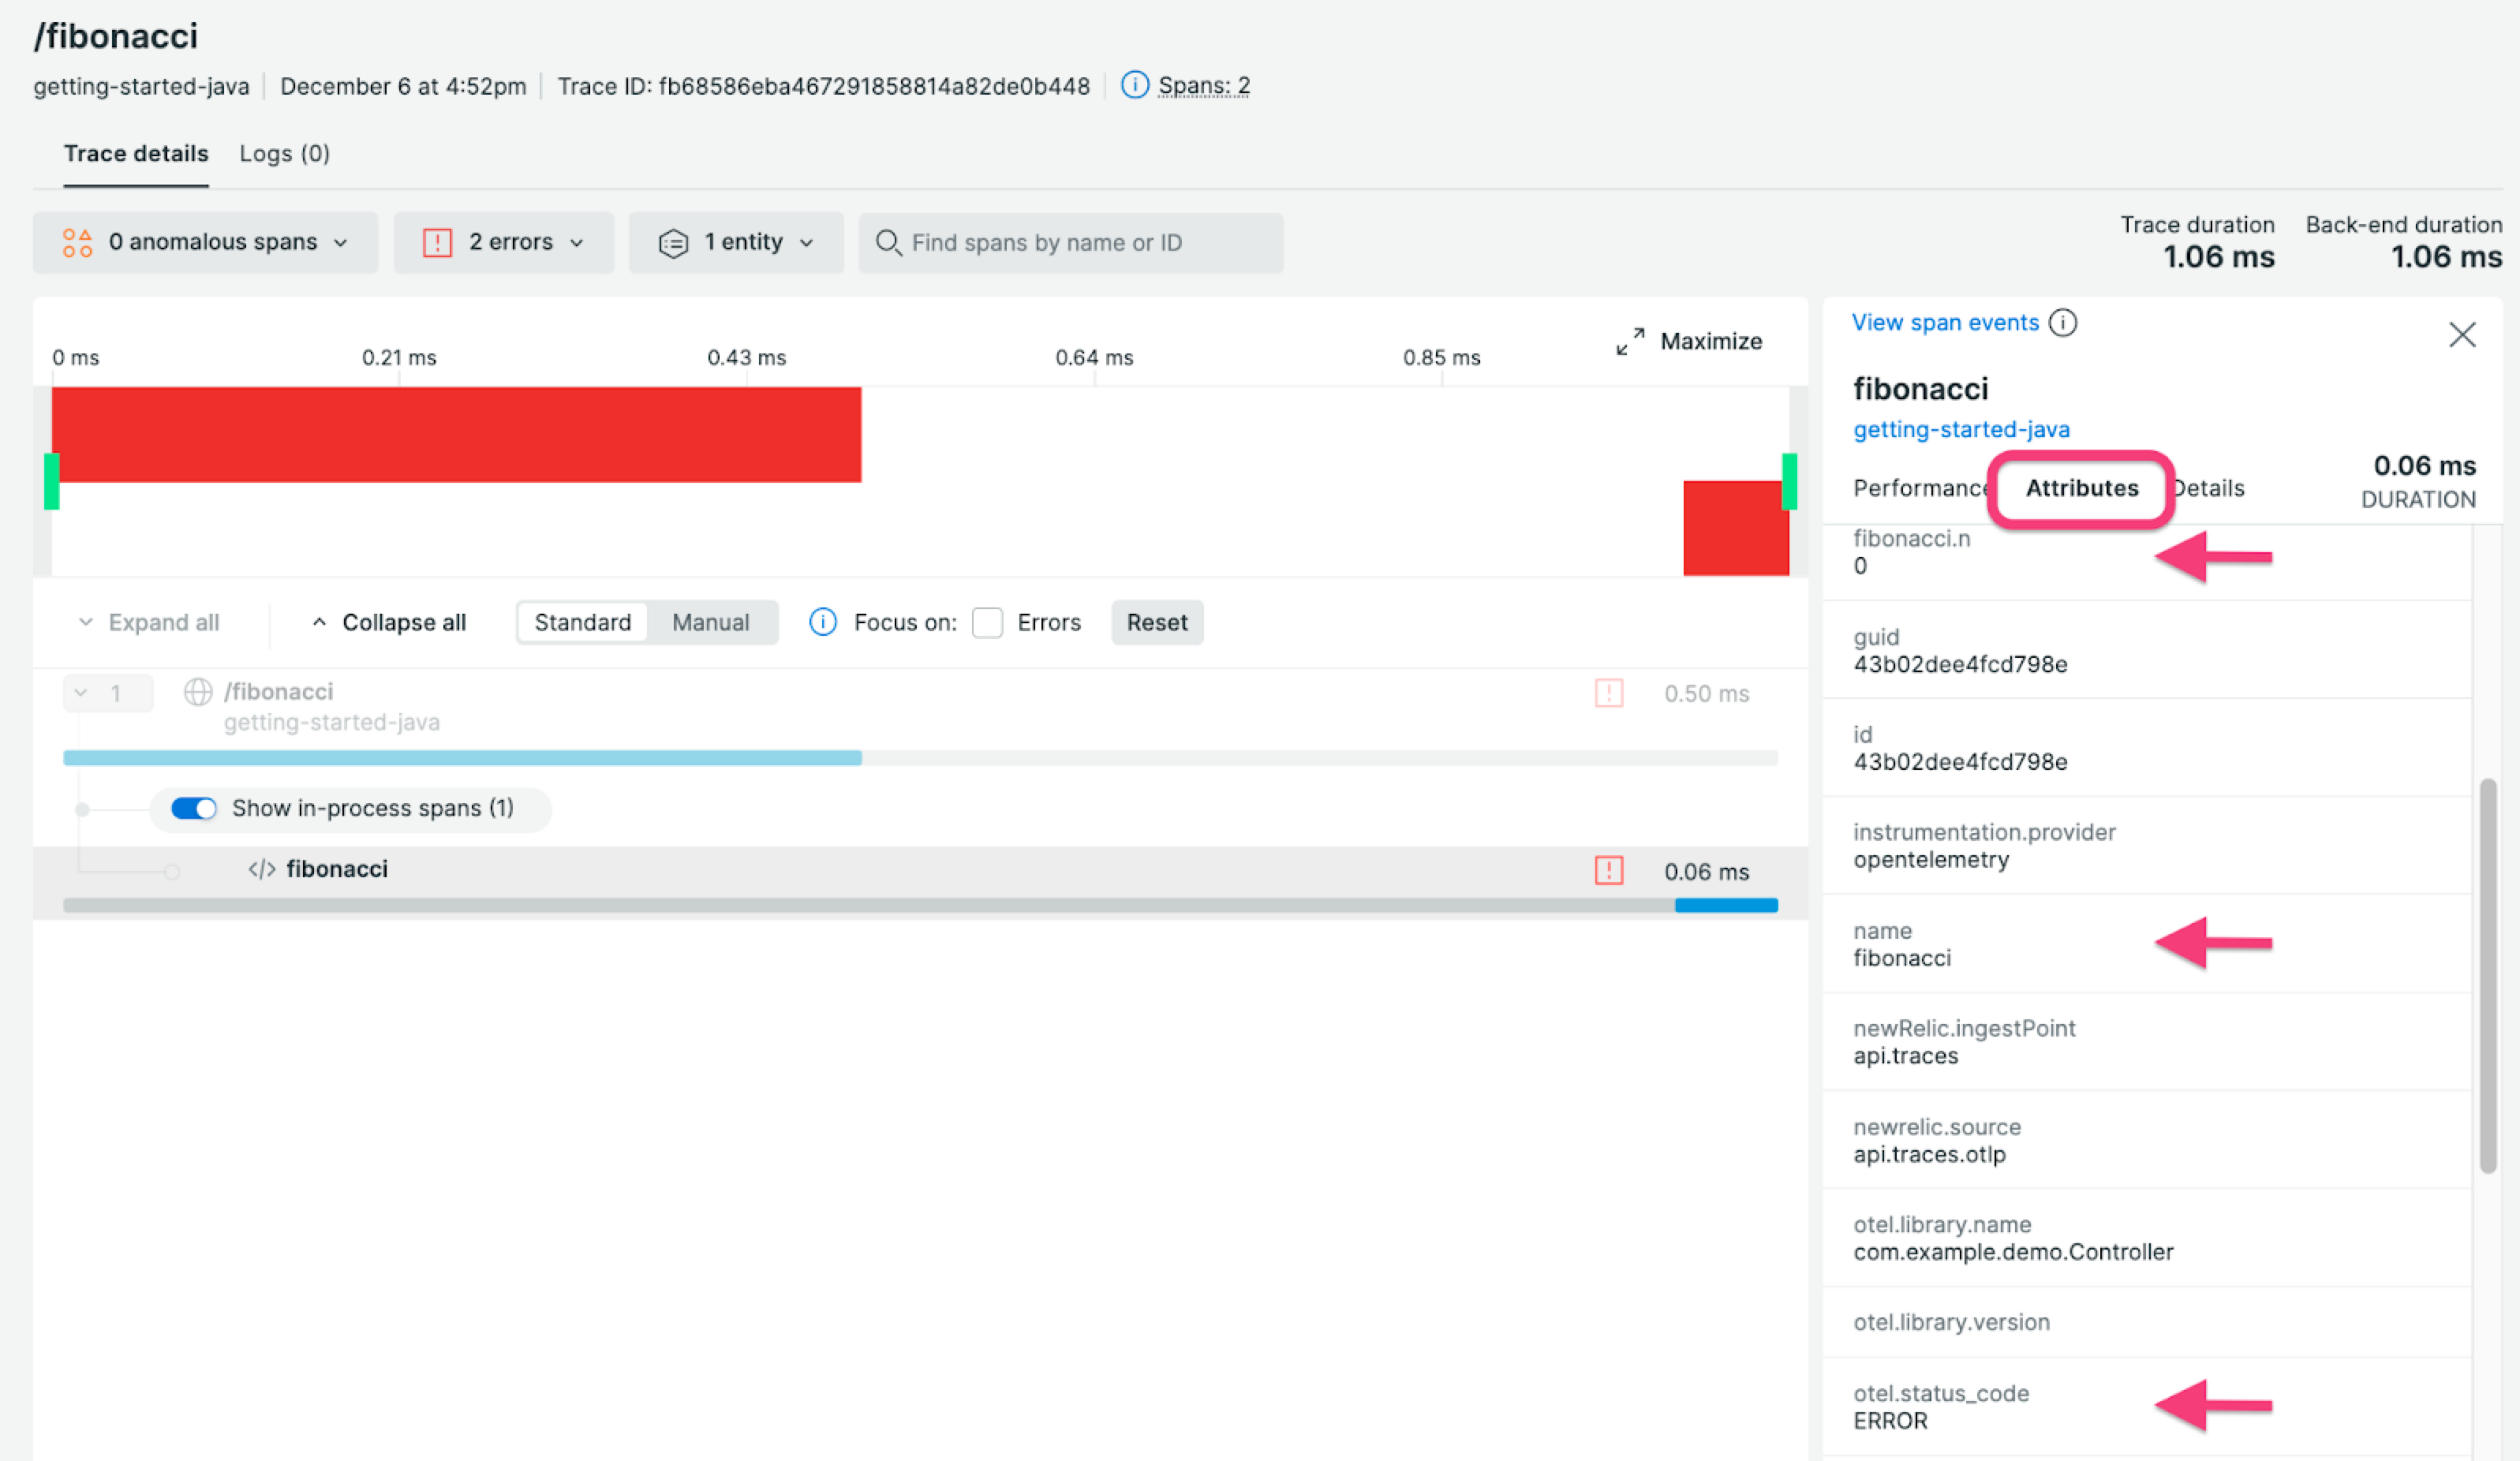 /fibonacci
getting-started-java December 6 at 4:52pm Trace ID: fb68586eba467291858814a82de0b448 Spans: 2
Trace details Logs (0)
0 anomalous spans 2 errors 1 entity Find spans by name or ID
Trace duration Back-end duration
1.06 ms 1.06 ms
0 ms 0.21 ms 0.43 ms 0.64 ms 0.85 ms Maximize
Expand all Collapse all Standard Manual Focus on: Errors Reset
1 /fibonacci 0.50 ms
getting-started-java
Show in-process spans (1)
</> fibonacci 0.06 ms
View span events
fibonacci
getting-started-java
0.06 ms
Performance Attributes Details DURATION
fibonacci.n
0
guid
43b02dee4fcd798e
id
43b02dee4fcd798e
instrumentation.provider
opentelemetry
name
fibonacci
newRelic.ingestPoint
api.traces
newrelic.source
api.traces.otlp
otel.library.name
com.example.demo.Controller
otel.library.version
otel.status_code
ERROR